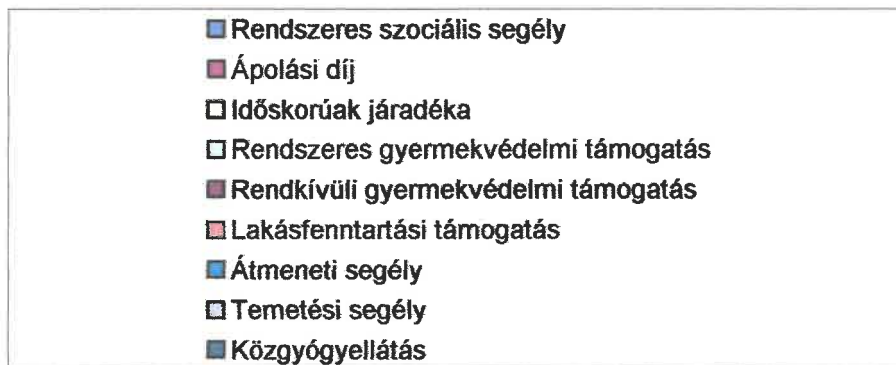 Rendszeres szociális segély
Ápolási díj
Időskorúak járadéka
Rendszeres gyermekvédelmi támogatás
Rendkívüli gyermekvédelmi támogatás
Lakásfenntartási támogatás
Átmeneti segély
Temetési segély
Közgyógyellátás